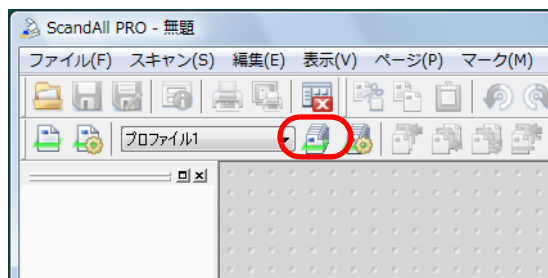 ScandAll PRO - 無題
ファイル(F) スキャン(S) 編集(E) 表示(V) ページ(P) マーク(M)
プロファイル1